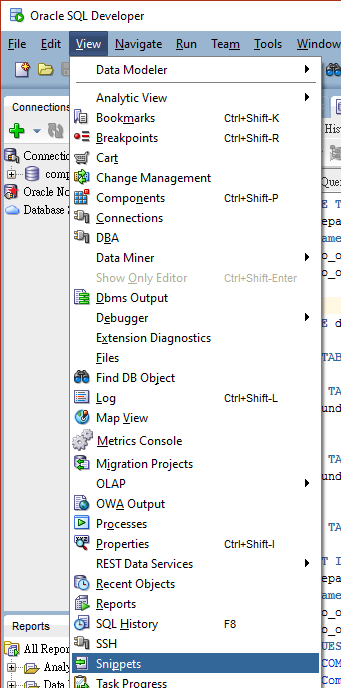 Oracle SQL Developer
File Edit View Navigate Run Team Tools Window
Data Modeler
Analytic View
Connections
Bookmarks Ctrl+Shift-K
Breakpoints Ctrl+Shift-R
Cart
Change Management
Components Ctrl+Shift-P
Connections
DBA
Data Miner
Show Only Editor Ctrl+Shift-Enter
Dbms Output
Debugger
Extension Diagnostics
Files
Find DB Object
Log Ctrl+Shift-L
Map View
Metrics Console
Migration Projects
OLAP
OWA Output
Processes
Properties Ctrl+Shift-I
REST Data Services
Recent Objects
Reports
SQL History F8
Reports
SSH
All Repor
Snippets
Analy
Task Progress
Connection
comp
Oracle No
Database